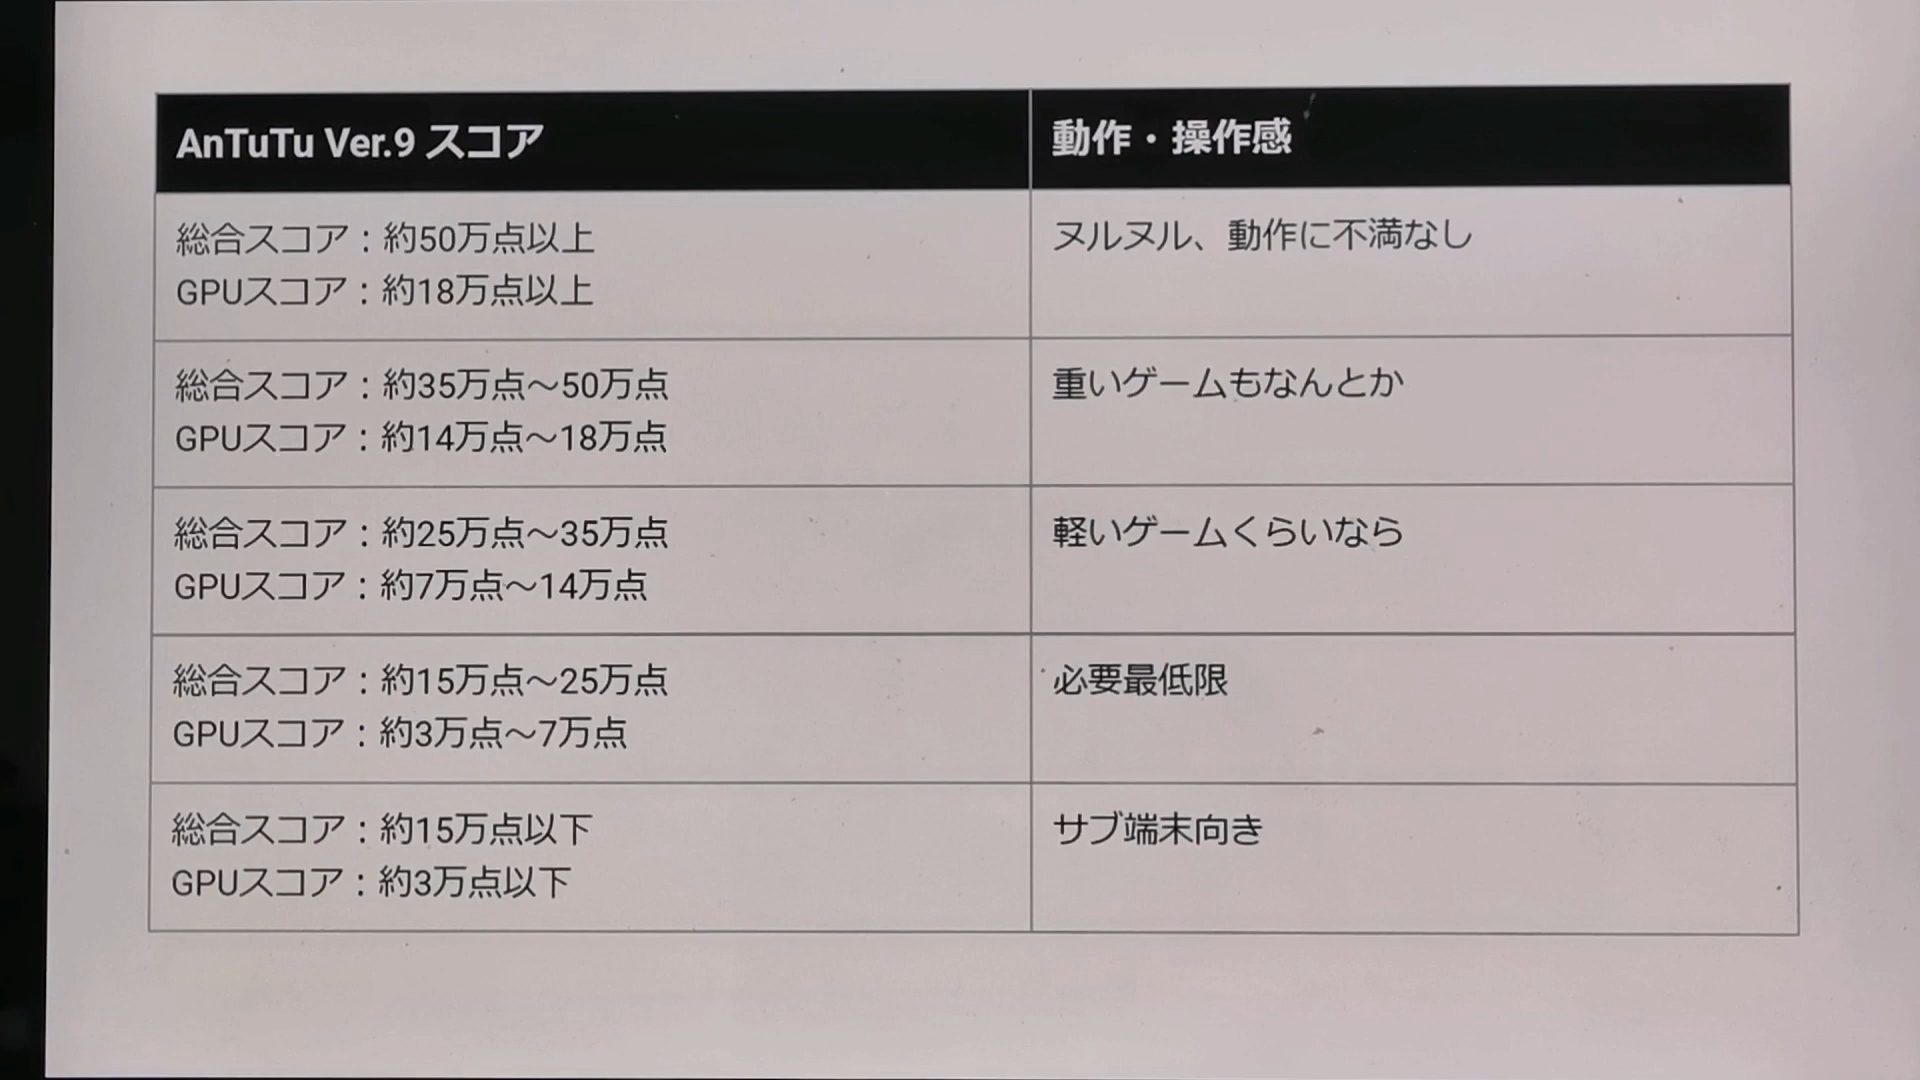 AnTuTu Ver.9 スコア
動作・操作感
総合スコア：約50万点以上
GPUスコア：約18万点以上
ヌルヌル、動作に不満なし
総合スコア：約35万点～50万点
GPUスコア：約14万点～18万点
重いゲームもなんとか
総合スコア：約25万点～35万点
GPUスコア：約7万点～14万点
軽いゲームくらいなら
総合スコア：約15万点～25万点
GPUスコア：約3万点～7万点
必要最低限
総合スコア：約15万点以下
GPUスコア：約3万点以下
サブ端末向き